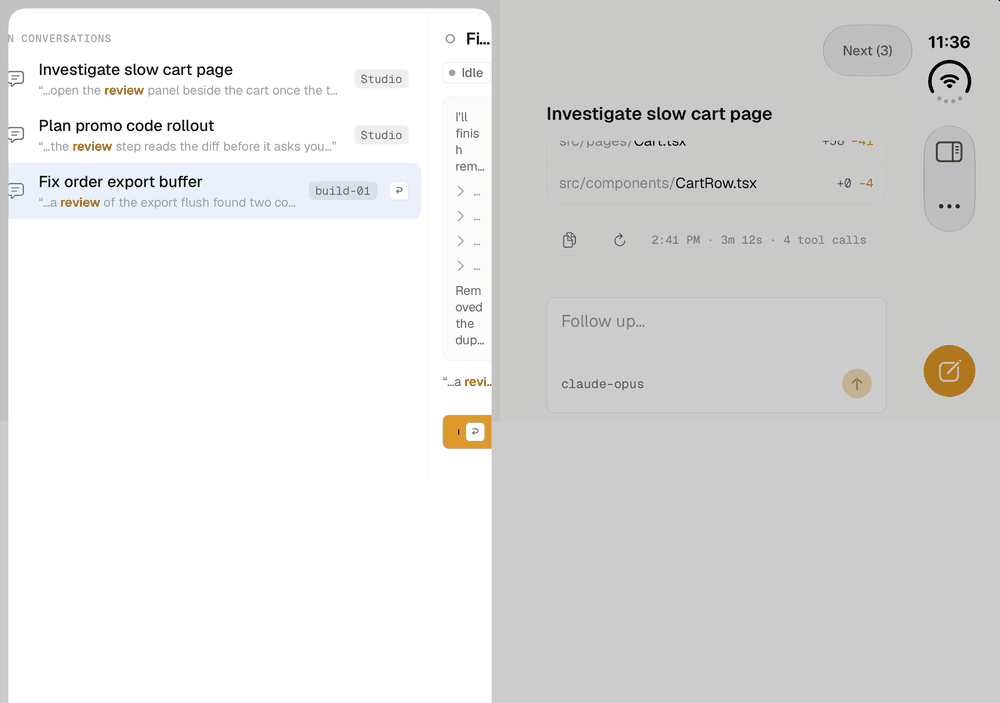 N CONVERSATIONS
Investigate slow cart page
Studio
“...open the review panel beside the cart once the t...
Plan promo code rollout
Studio
“...the review step reads the diff before it asks you...”
Fix order export buffer
build-01
“...a review of the export flush found two co...
Fi...
Idle
I'll
finis
h
rem...
...
...
...
...
Rem
oved
the
dup...
“...a revi...
Next (3)
11:36
Investigate slow cart page
src/pages/Cart.tsx
+38 −41
src/components/CartRow.tsx
+0 −4
2:41 PM · 3m 12s · 4 tool calls
Follow up...
claude-opus